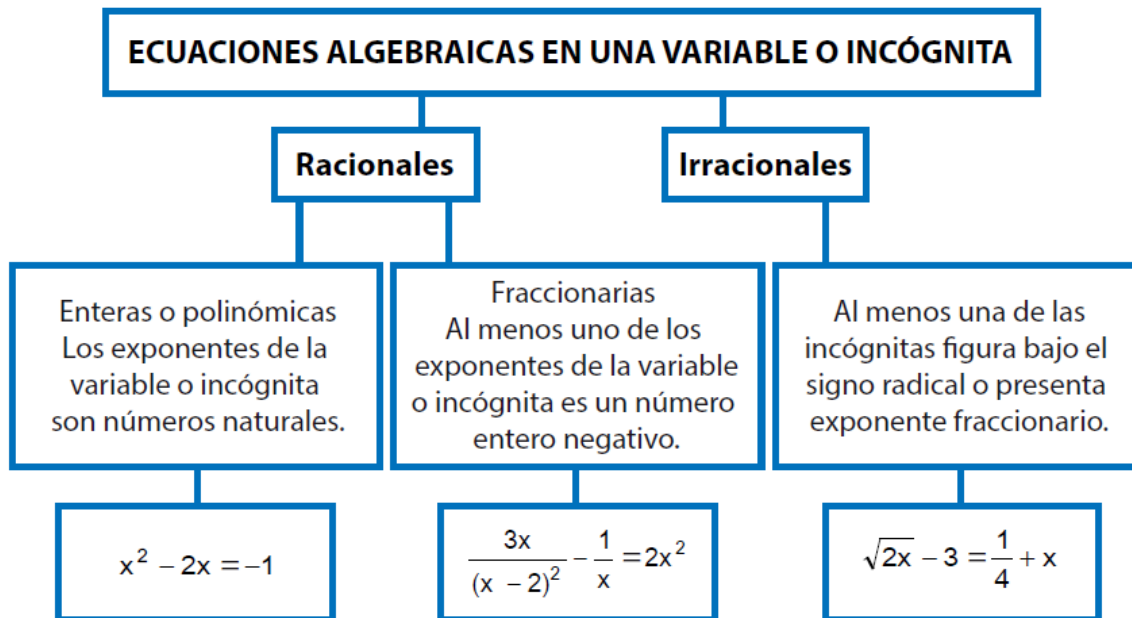 ECUACIONES ALGEBRAICAS EN UNA VARIABLE O INCÓGNITA
Racionales
Irracionales
Enteras o polinómicas
Los exponentes de la
variable o incógnita
son números naturales.
Fraccionarias
Al menos uno de los
exponentes de la variable
o incógnita es un número
entero negativo.
Al menos una de las
incógnitas figura bajo el
signo radical o presenta
exponente fraccionario.
x² − 2x = −1
3x/(x − 2)² − 1/x = 2x²
√2x − 3 = 1/4 + x